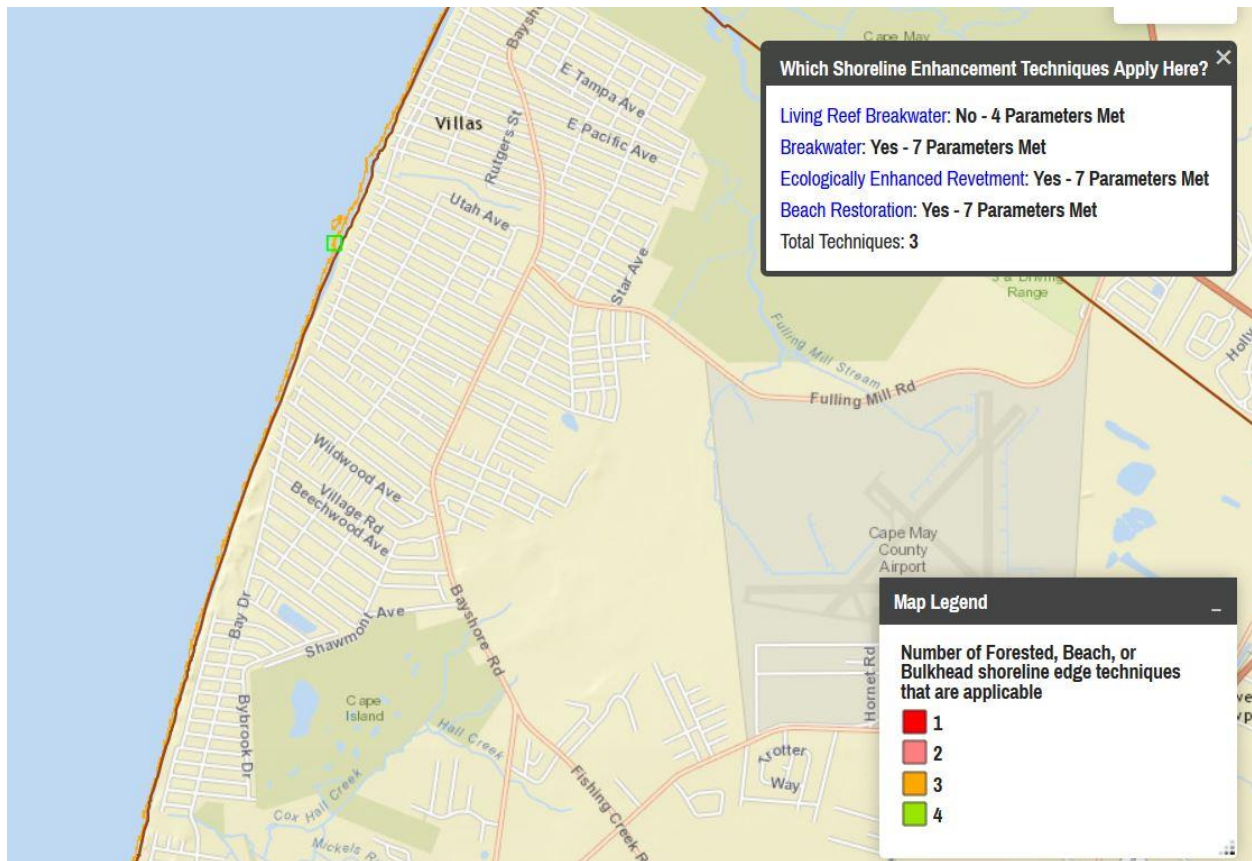 Cape May
Bayshore
E Tampa Ave
E Pacific Ave
Villas
Rutgers St
Utah Ave
Star Ave
Which Shoreline Enhancement Techniques Apply Here? ×
Living Reef Breakwater: No - 4 Parameters Met
Breakwater: Yes - 7 Parameters Met
Ecologically Enhanced Revetment: Yes - 7 Parameters Met
Beach Restoration: Yes - 7 Parameters Met
Total Techniques: 3
Range
Fulling Mill Stream
Fulling Mill Rd
Wildwood Ave
Village Rd
Beechwood Ave
Cape May
County
Airport
Bay Dr
Shawmont Ave
Bayshore Rd
Cape
Island
Bybrook Dr
Hall Creek
Cox Hall Creek
Fishing Creek R
Mickels R
Hornet Rd
Trotter
Way
Map Legend
Number of Forested, Beach, or
Bulkhead shoreline edge techniques
that are applicable
1
2
3
4